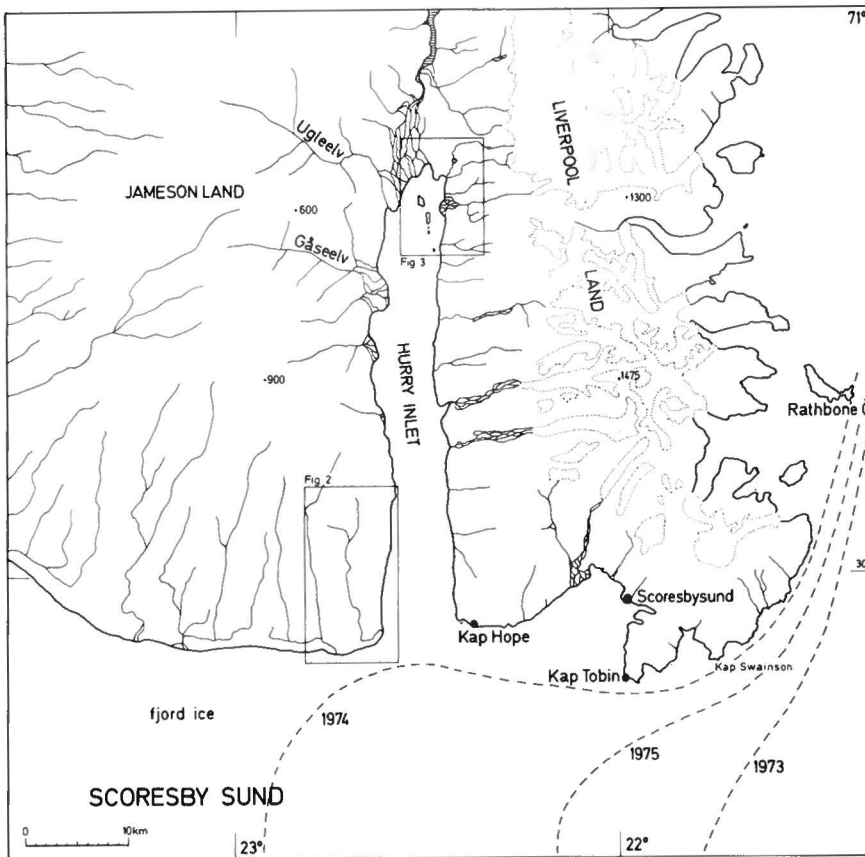 71°
LIVERPOOL
Ugleelv
JAMESON LAND
600
1300
Gåseelv
Fig 3
LAND
HURRY INLET
1475
900
Rathbone
Fig. 2
30
Scoresbysund
Kap Hope
Kap Tobin
Kap Swainson
fjord ice
1974
1975
1973
SCORESBY SUND
0 10km
23° 22°